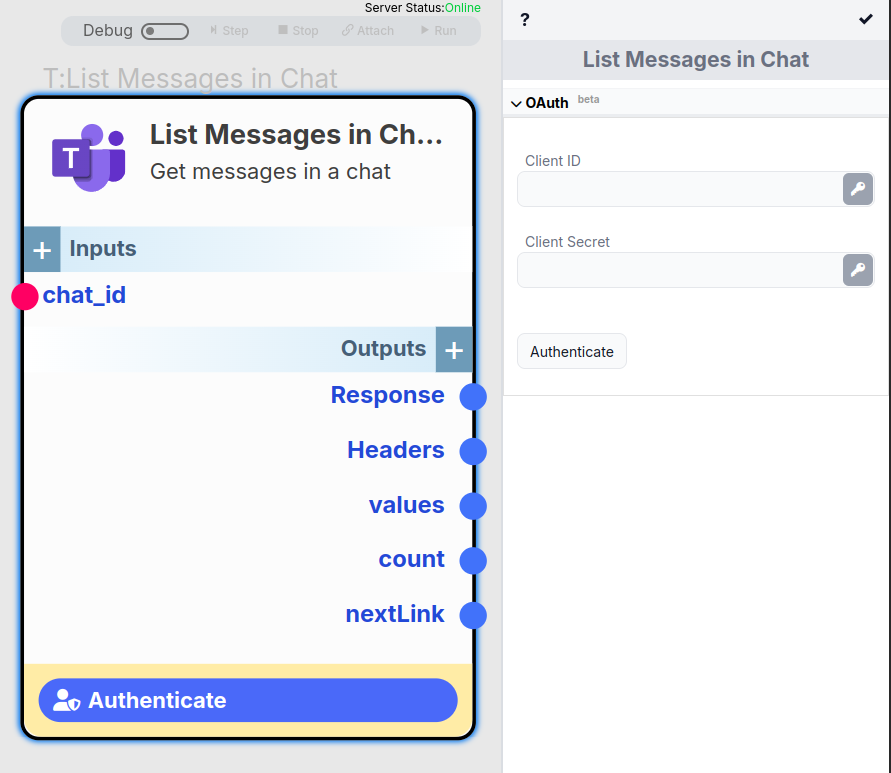 Server Status:Online
Debug
Step
Stop
Attach
Run
T:List Messages in Chat
T
List Messages in Ch...
Get messages in a chat
+ Inputs
chat_id
Outputs +
Response
Headers
values
count
nextLink
Authenticate
?
List Messages in Chat
OAuth beta
Client ID
Client Secret
Authenticate